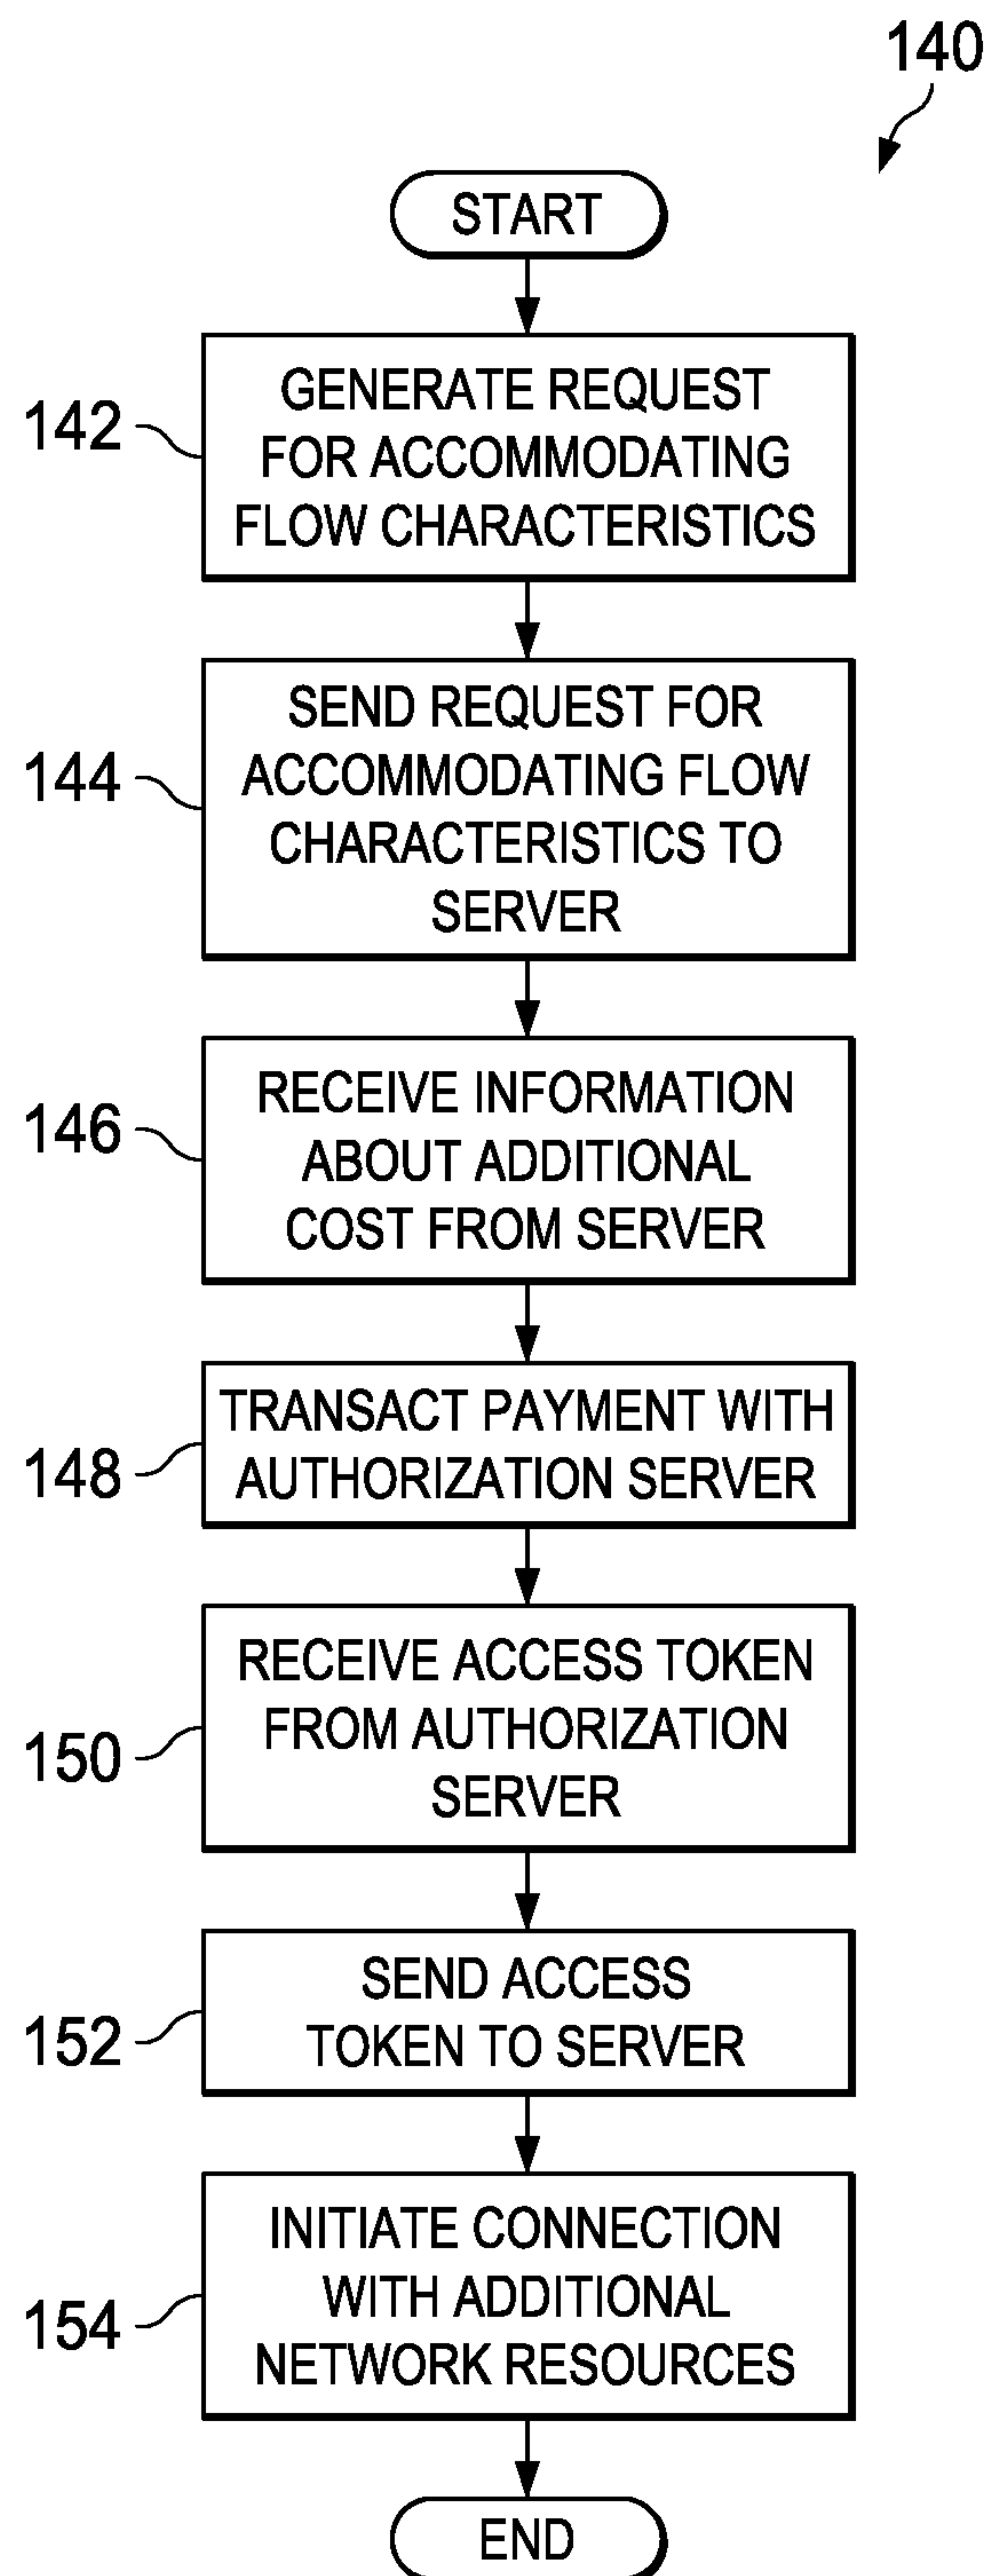 140
START
142
GENERATE REQUEST
FOR ACCOMMODATING
FLOW CHARACTERISTICS
144
SEND REQUEST FOR
ACCOMMODATING FLOW
CHARACTERISTICS TO
SERVER
146
RECEIVE INFORMATION
ABOUT ADDITIONAL
COST FROM SERVER
148
TRANSACT PAYMENT WITH
AUTHORIZATION SERVER
150
RECEIVE ACCESS TOKEN
FROM AUTHORIZATION
SERVER
152
SEND ACCESS
TOKEN TO SERVER
154
INITIATE CONNECTION
WITH ADDITIONAL
NETWORK RESOURCES
END